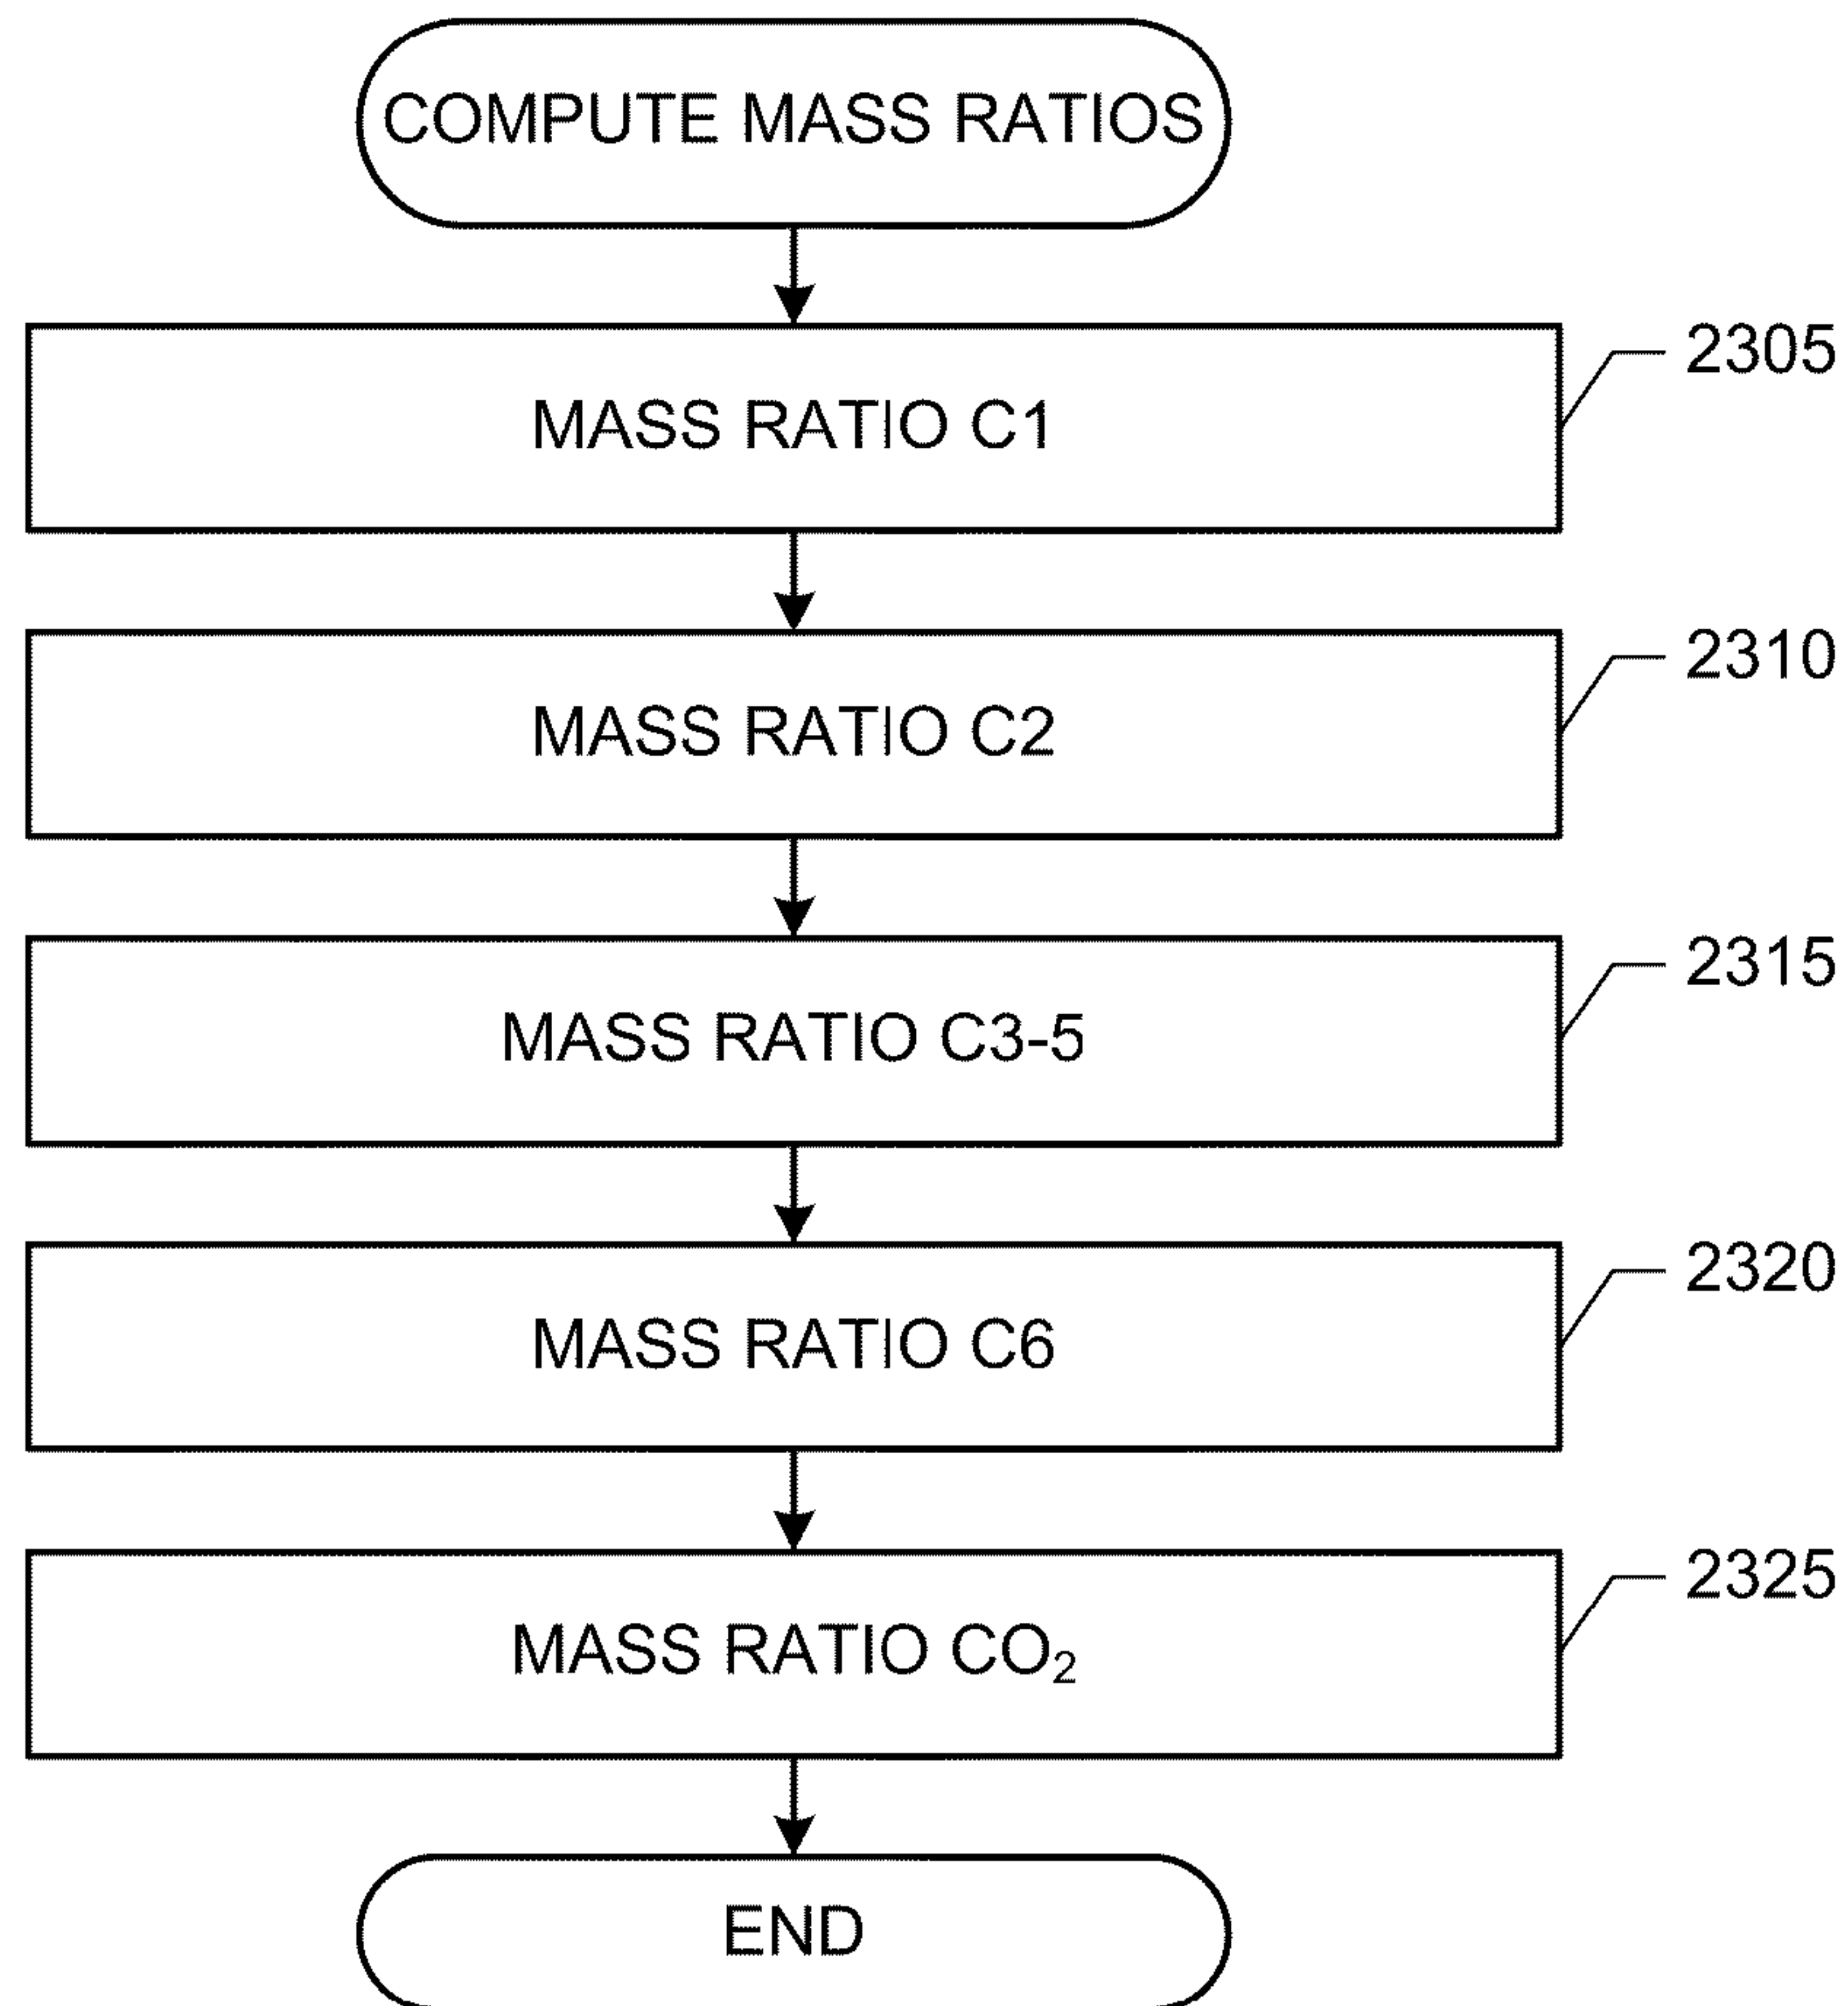 COMPUTE MASS RATIOS
2305
MASS RATIO C1
2310
MASS RATIO C2
2315
MASS RATIO C3-5
2320
MASS RATIO C6
2325
MASS RATIO CO₂
END